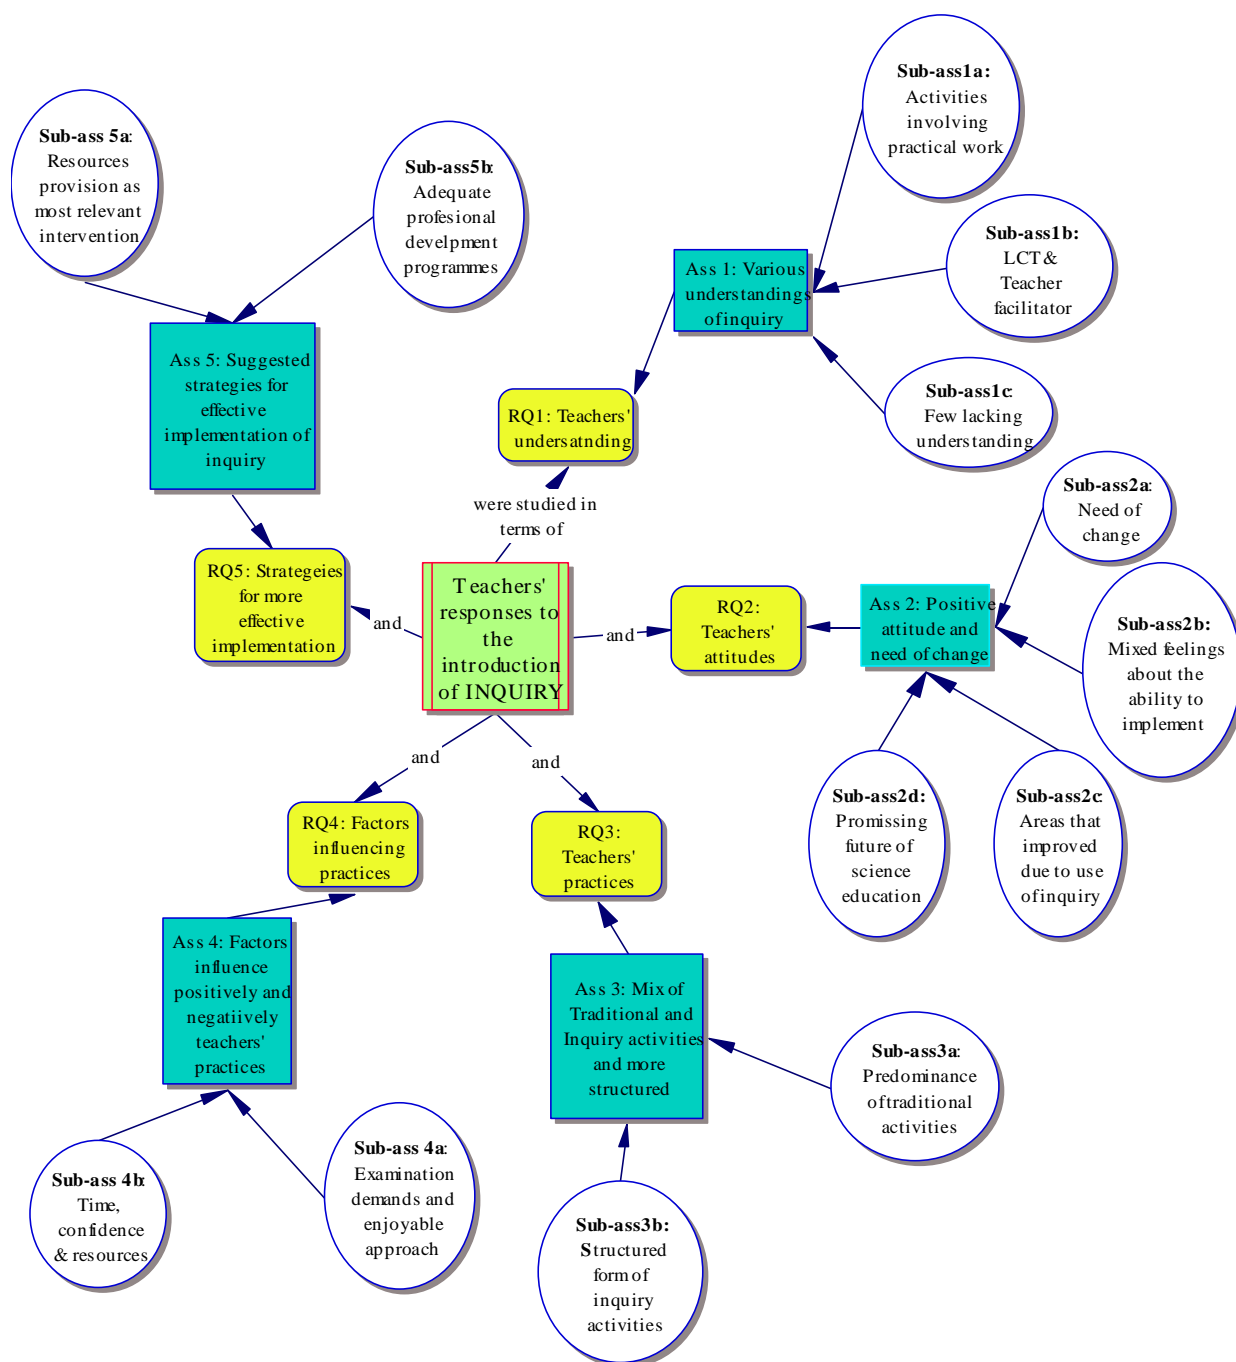 Sub-ass1a:
Activities
involving
practical work
Sub-ass 5a:
Resources
provision as
most relevant
intervention
Sub-ass5b:
Adequate
profesional
develpment
programmes
Sub-ass1b:
LCT &
Teacher
facilitator
Ass 1: Various
understandings
of inquiry
Ass 5: Suggested
strategies for
effective
implementation of
inquiry
Sub-ass1c:
Few lacking
understanding
RQ1: Teachers'
undersatnding
were studied in
terms of
Sub-ass2a:
Need of
change
RQ5: Strategeies
for more
effective
implementation
and
Teachers'
responses to
the
introduction
of INQUIRY
and
RQ2:
Teachers'
attitudes
Ass 2: Positive
attitude and
need of change
Sub-ass2b:
Mixed feelings
about the
ability to
implement
and
and
Sub-ass2d:
Promissing
future of
science
education
Sub-ass2c:
Areas that
improved
due to use
of inquiry
RQ4: Factors
influencing
practices
RQ3:
Teachers'
practices
Ass 4: Factors
influence
positively and
negatiively
teachers'
practices
Ass 3: Mix of
Traditional and
Inquiry activities
and more
structured
Sub-ass3a:
Predominance
of traditional
activities
Sub-ass 4b:
Time,
confidence
& resources
Sub-ass 4a:
Examination
demands and
enjoyable
approach
Sub-ass3b:
Structured
form of
inquiry
activities